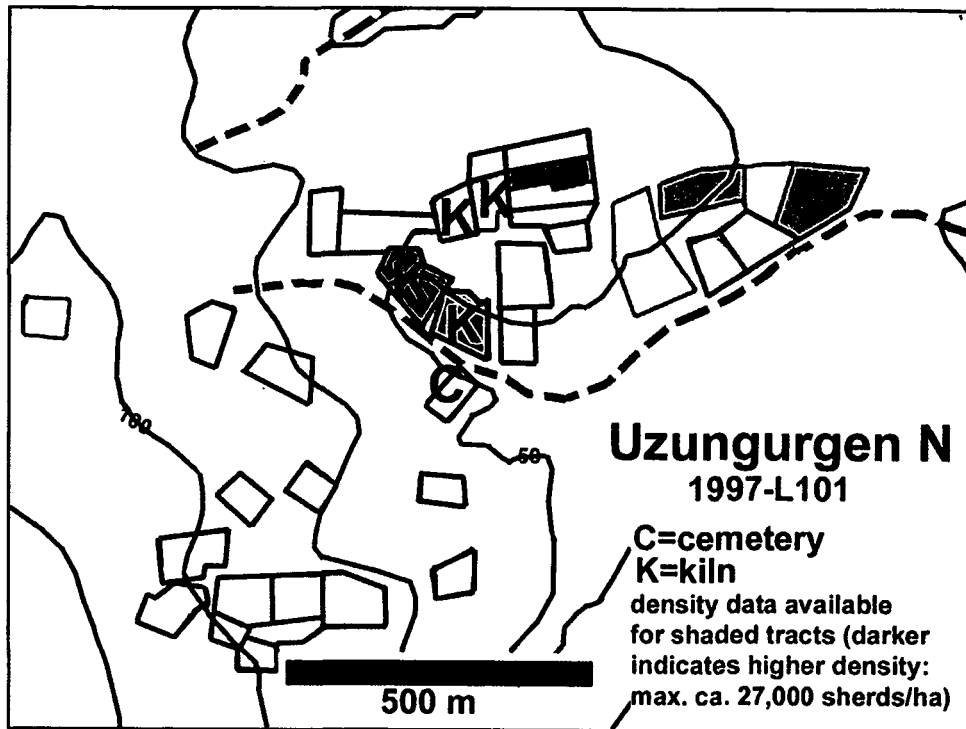 K
K
K
C
100
50
Uzungurgen N
1997-L101
C=cemetery
K=kiln
density data available
for shaded tracts (darker
indicates higher density:
max. ca. 27,000 sherds/ha)
500 m